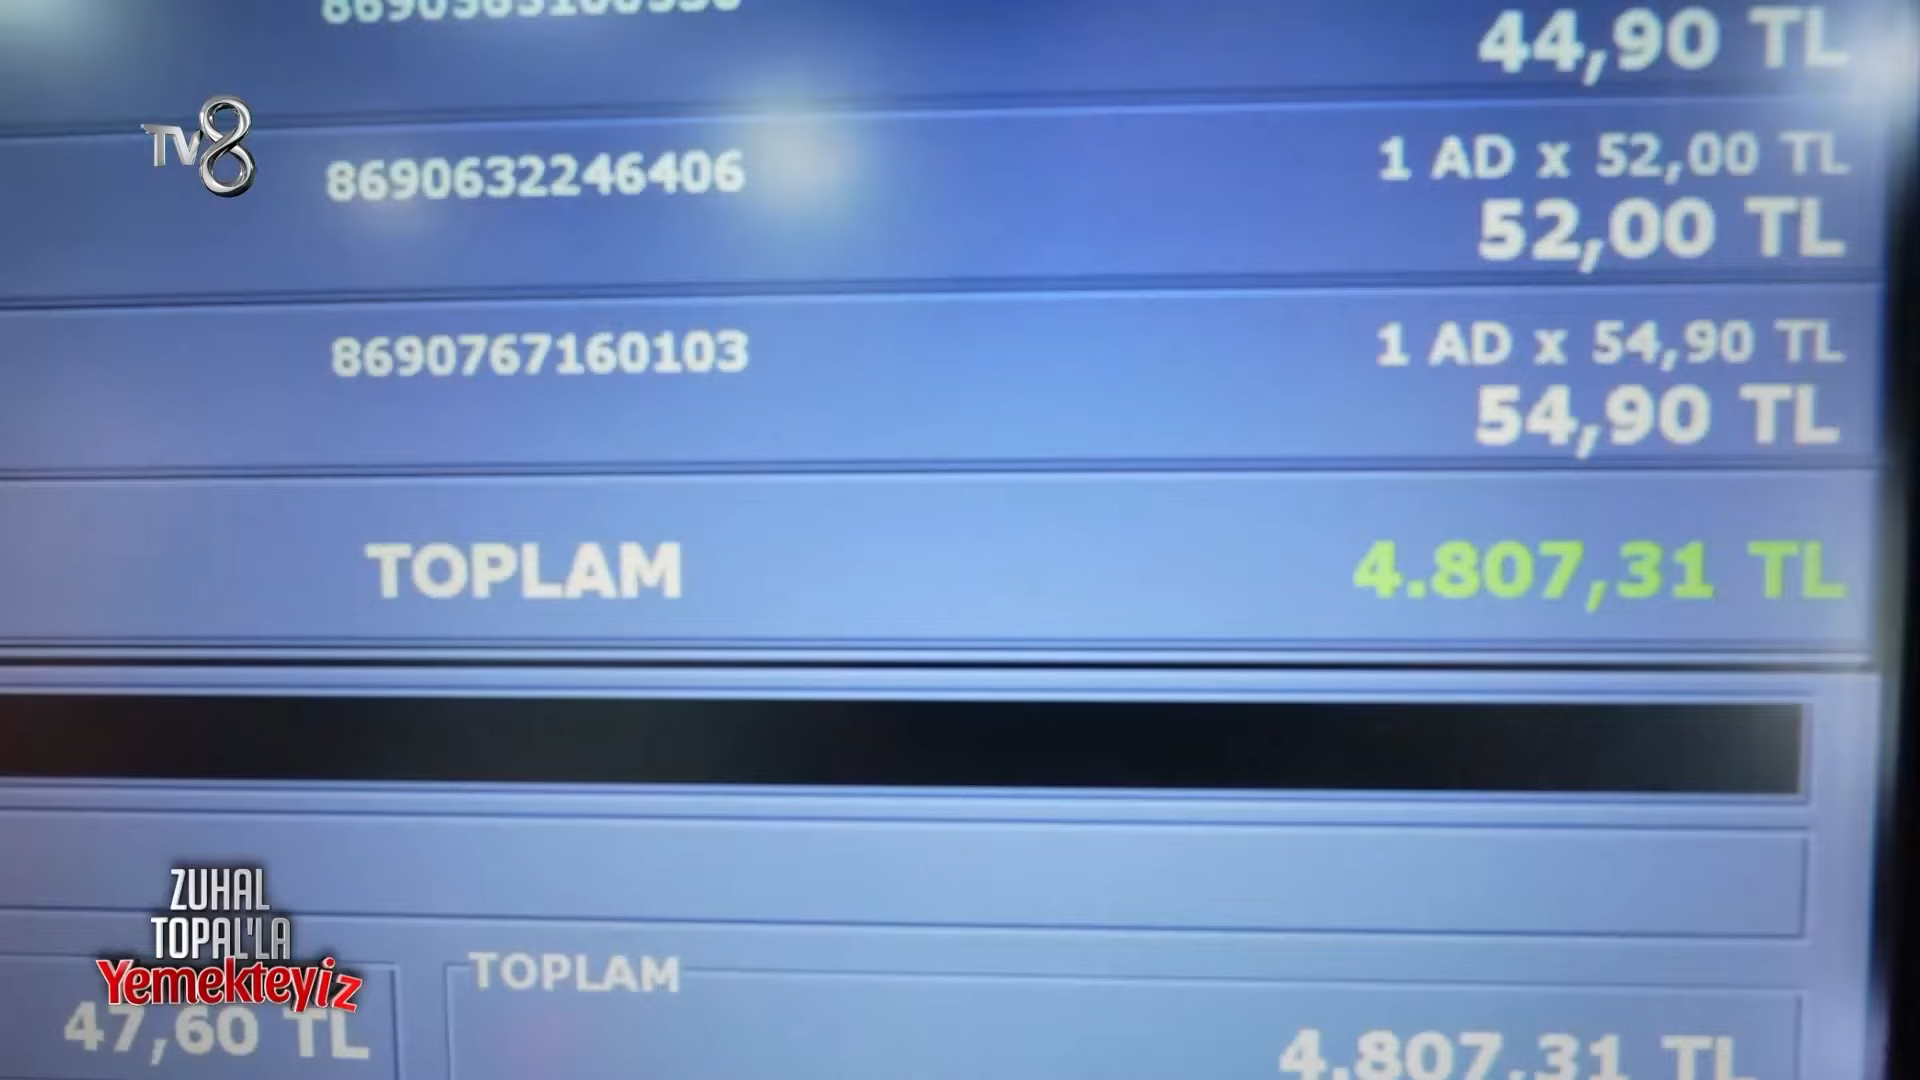 44,90 TL
TV8
8690632246406
1 AD x 52,00 TL
52,00 TL
8690767160103
1 AD x 54,90 TL
54,90 TL
TOPLAM
4.807,31 TL
ZUHAL
TOPAL'LA
Yemekteyiz
47,60 TL
TOPLAM
4.807,31 TL